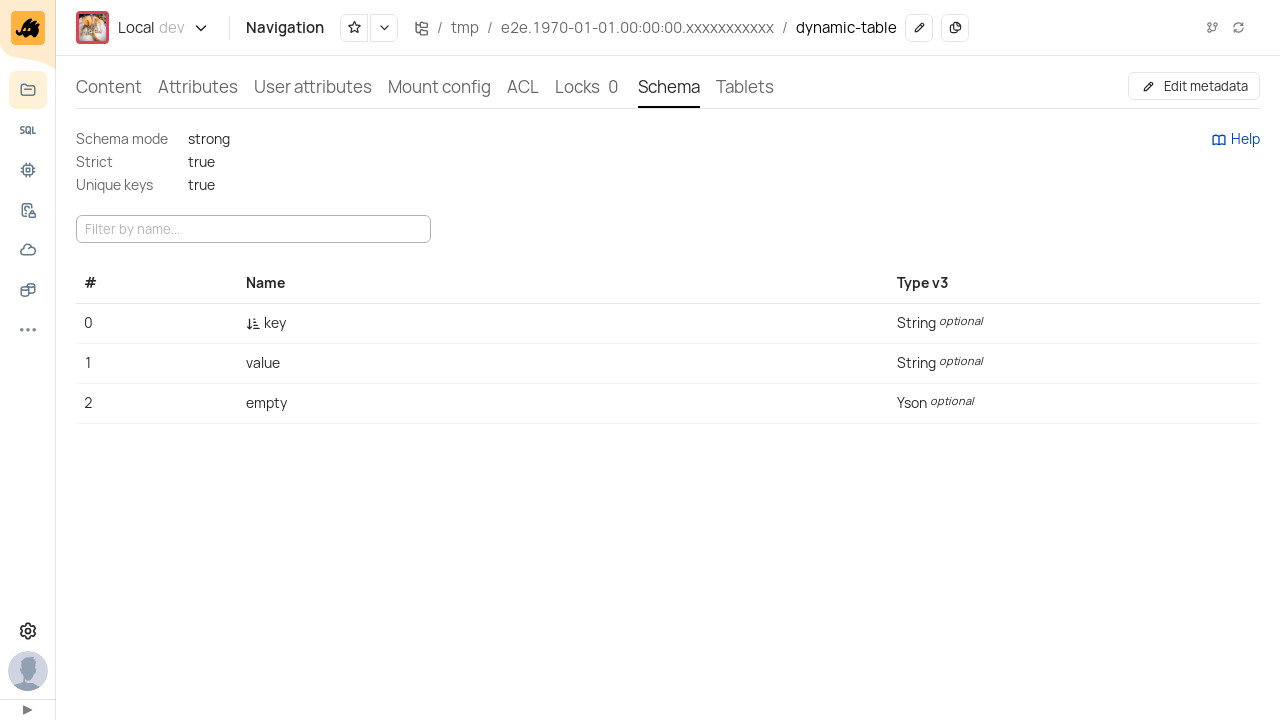 Local dev Navigation / tmp / e2e.1970-01-01.00:00:00.xxxxxxxxxxx / dynamic-table
Content Attributes User attributes Mount config ACL Locks 0 Schema Tablets Edit metadata
Schema mode strong Help
Strict true
Unique keys true
Filter by name...
# Name Type v3
0 key String optional
1 value String optional
2 empty Yson optional
SQL